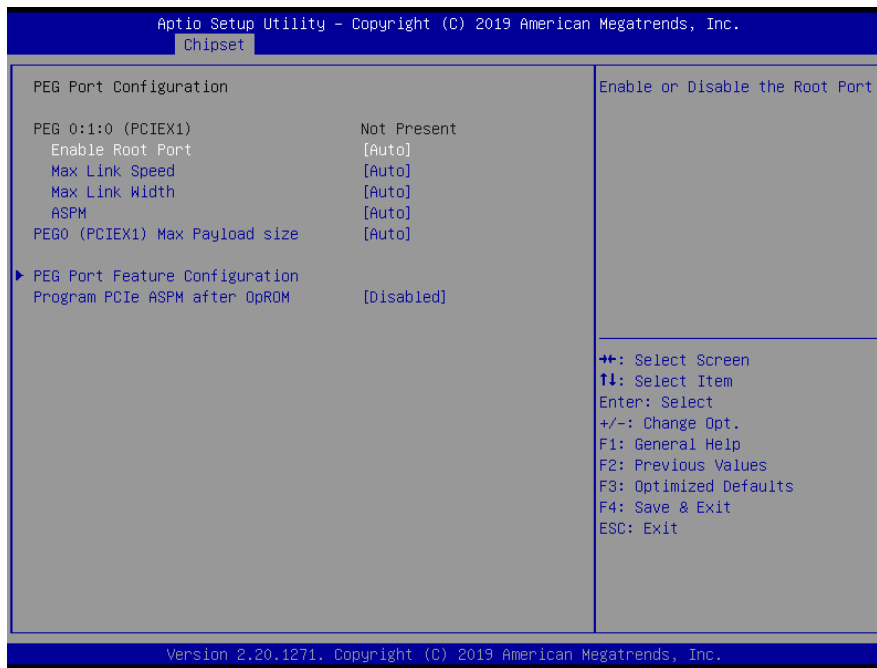 Aptio Setup Utility – Copyright (C) 2019 American Megatrends, Inc.
Chipset
PEG Port Configuration
PEG 0:1:0 (PCIEX1) Not Present
Enable Root Port [Auto]
Max Link Speed [Auto]
Max Link Width [Auto]
ASPM [Auto]
PEG0 (PCIEX1) Max Payload size [Auto]
PEG Port Feature Configuration
Program PCIe ASPM after OpROM [Disabled]
Enable or Disable the Root Port
→←: Select Screen
↑↓: Select Item
Enter: Select
+/-: Change Opt.
F1: General Help
F2: Previous Values
F3: Optimized Defaults
F4: Save & Exit
ESC: Exit
Version 2.20.1271. Copyright (C) 2019 American Megatrends, Inc.